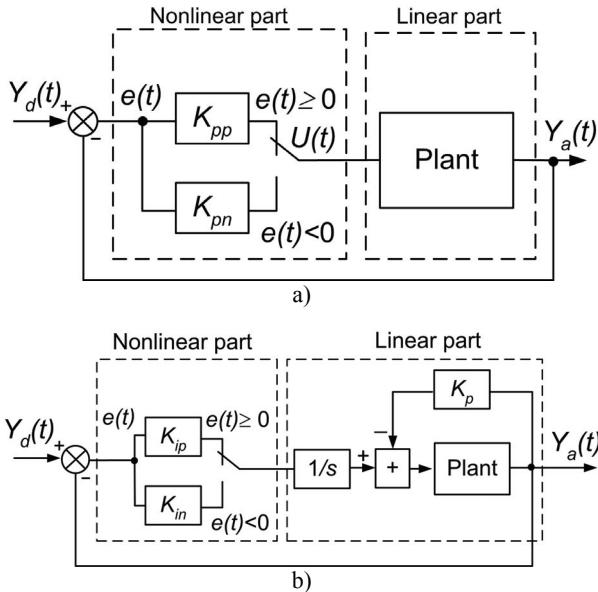 Nonlinear part
Linear part
Y_d(t)
+
−
e(t)
K_pp
e(t)≥0
U(t)
Plant
Y_a(t)
K_pn
e(t)<0
a)
Nonlinear part
Linear part
K_p
Y_d(t)
+
−
e(t)
K_ip
e(t)≥0
1/s
+
−
+
Plant
Y_a(t)
K_in
e(t)<0
b)